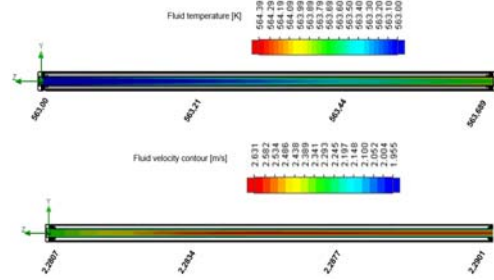 Fluid temperature [K]
564.39 564.29 564.19 564.09 563.99 563.89 563.79 563.69 563.60 563.50 563.40 563.30 563.20 563.10 563.00
Y
Z
563,00 563,21 563,44 563,689
Fluid velocity contour [m/s]
2.631 2.582 2.534 2.486 2.438 2.389 2.341 2.293 2.245 2.197 2.148 2.100 2.052 2.004 1.955
Y
Z
2,2807 2,2834 2,2877 2,2901